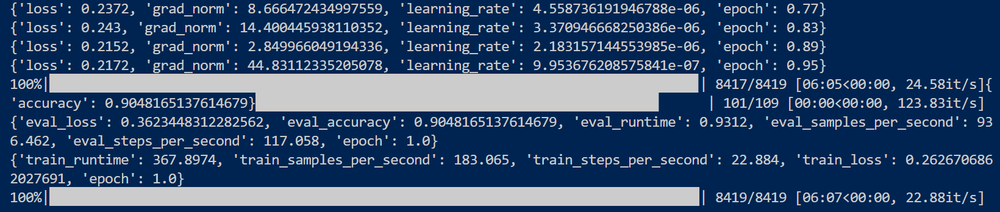 {'loss': 0.2372, 'grad_norm': 8.666472434997559, 'learning_rate': 4.558736191946788e-06, 'epoch': 0.77}
{'loss': 0.243, 'grad_norm': 14.400445938110352, 'learning_rate': 3.370946668250386e-06, 'epoch': 0.83}
{'loss': 0.2152, 'grad_norm': 2.849966049194336, 'learning_rate': 2.183157144553985e-06, 'epoch': 0.89}
{'loss': 0.2172, 'grad_norm': 44.83112335205078, 'learning_rate': 9.953676208575841e-07, 'epoch': 0.95}
100%| | 8417/8419 [06:05<00:00, 24.58it/s]{
'accuracy': 0.9048165137614679} | 101/109 [00:00<00:00, 123.83it/s]
{'eval_loss': 0.3623448312282562, 'eval_accuracy': 0.9048165137614679, 'eval_runtime': 0.9312, 'eval_samples_per_second': 93
6.462, 'eval_steps_per_second': 117.058, 'epoch': 1.0}
{'train_runtime': 367.8974, 'train_samples_per_second': 183.065, 'train_steps_per_second': 22.884, 'train_loss': 0.262670686
2027691, 'epoch': 1.0}
100%| | 8419/8419 [06:07<00:00, 22.88it/s]